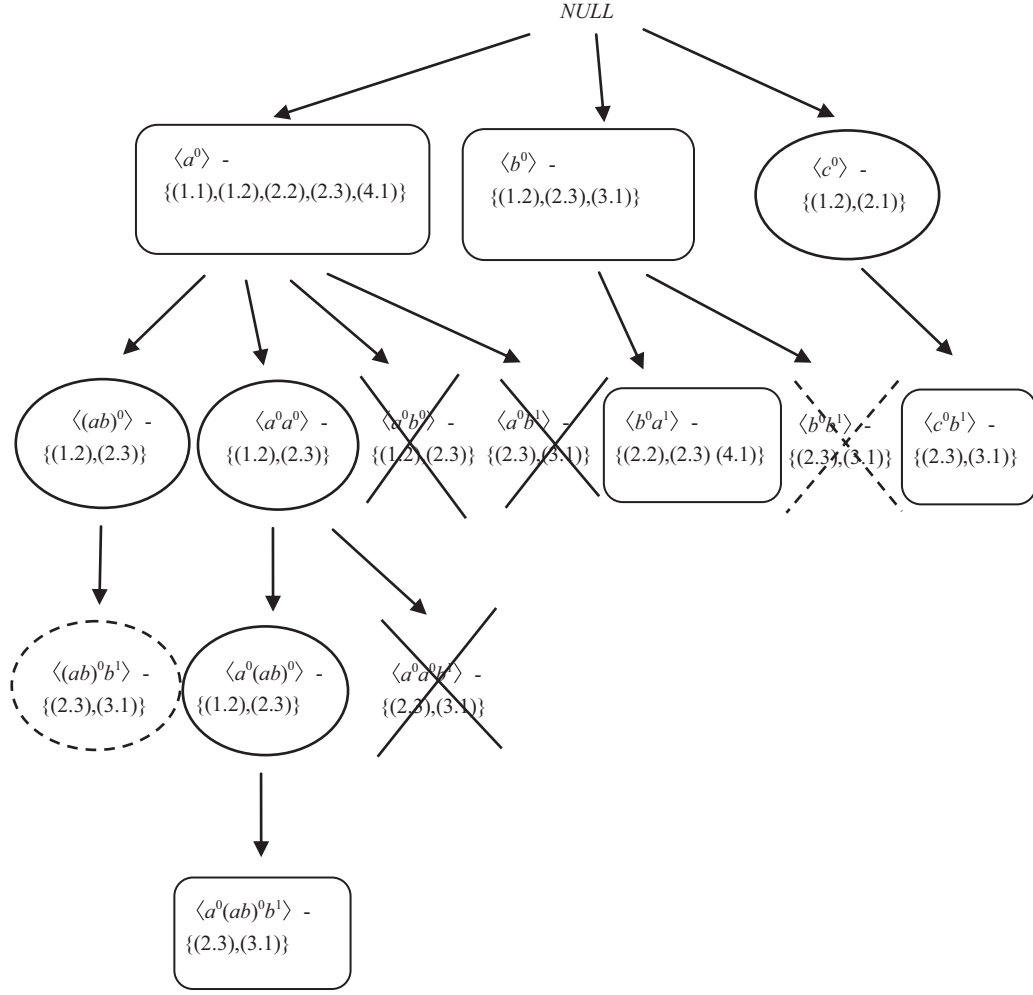 NULL
⟨a⁰⟩ -
{(1.1),(1.2),(2.2),(2.3),(4.1)}
⟨b⁰⟩ -
{(1.2),(2.3),(3.1)}
⟨c⁰⟩ -
{(1.2),(2.1)}
⟨(ab)⁰⟩ -
{(1.2),(2.3)}
⟨a⁰a⁰⟩ -
{(1.2),(2.3)}
⟨a⁰b⁰⟩ -
{(1.2),(2.3)}
⟨a⁰b¹⟩ -
{(2.3),(3.1)}
⟨b⁰a¹⟩ -
{(2.2),(2.3) (4.1)}
⟨b⁰b¹⟩ -
{(2.3),(3.1)}
⟨c⁰b¹⟩ -
{(2.3),(3.1)}
⟨(ab)⁰b¹⟩ -
{(2.3),(3.1)}
⟨a⁰(ab)⁰⟩ -
{(1.2),(2.3)}
⟨a⁰a⁰b¹⟩ -
{(2.3),(3.1)}
⟨a⁰(ab)⁰b¹⟩ -
{(2.3),(3.1)}